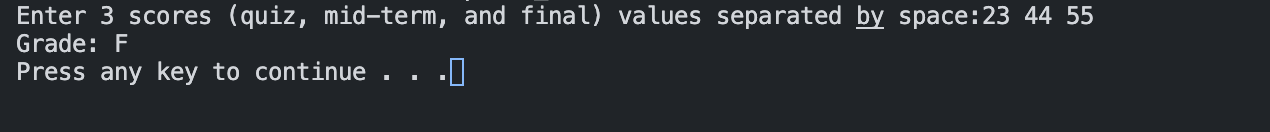 Enter 3 scores (quiz, mid-term, and final) values separated by space:23 44 55
Grade: F
Press any key to continue . . .